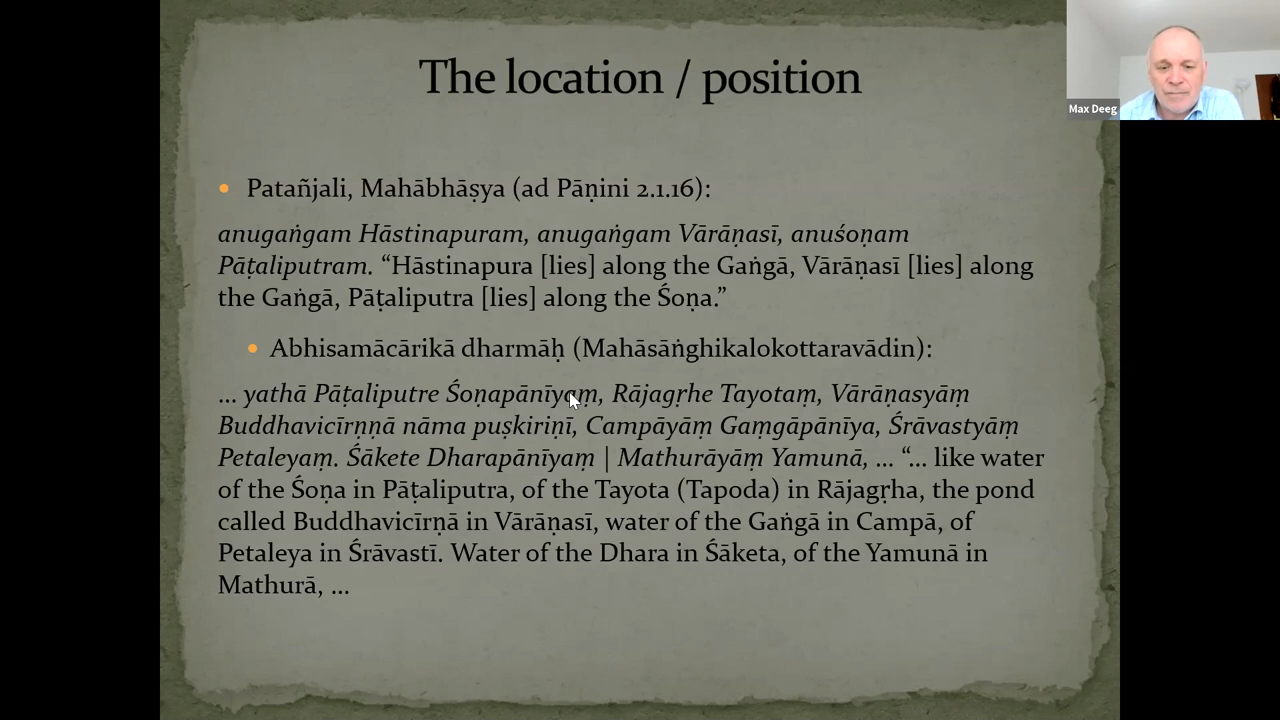 The location / position
Max Deeg
• Patañjali, Mahābhāṣya (ad Pāṇini 2.1.16):
anugaṅgam Hāstinapuram, anugaṅgam Vārāṇasī, anuśoṇam
Pāṭaliputram. “Hāstinapura [lies] along the Gaṅgā, Vārāṇasī [lies] along
the Gaṅgā, Pāṭaliputra [lies] along the Śoṇa.”
• Abhisamācārikā dharmāḥ (Mahāsāṅghikalokottaravādin):
... yathā Pāṭaliputre Śoṇapānīyaṃ, Rājagṛhe Tayotaṃ, Vārāṇasyāṃ
Buddhavicīrṇṇā nāma puṣkiriṇī, Campāyāṃ Gaṃgāpānīya, Śrāvastyāṃ
Petaleyaṃ. Śākete Dharapānīyaṃ | Mathurāyāṃ Yamunā, ... “... like water
of the Śoṇa in Pāṭaliputra, of the Tayota (Tapoda) in Rājagṛha, the pond
called Buddhavicīrṇā in Vārāṇasī, water of the Gaṅgā in Campā, of
Petaleya in Śrāvastī. Water of the Dhara in Śāketa, of the Yamunā in
Mathurā, ...